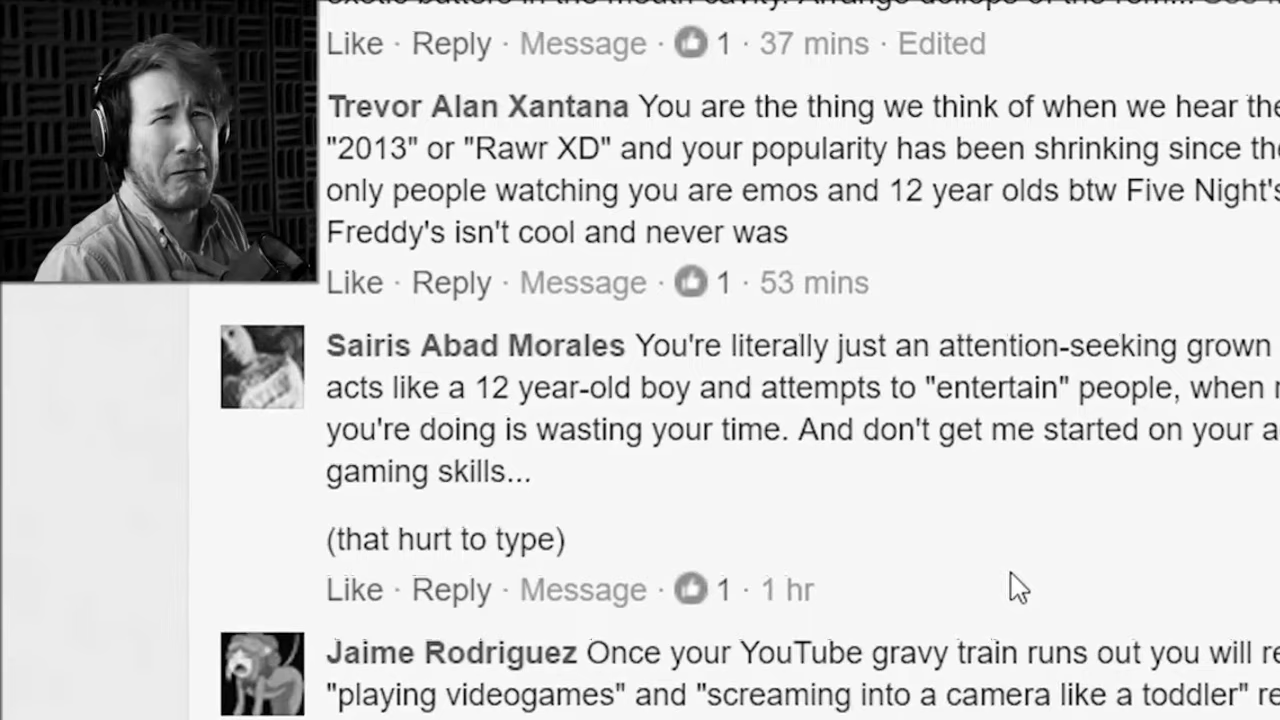 Like · Reply · Message · 1 · 37 mins · Edited
Trevor Alan Xantana You are the thing we think of when we hear the
"2013" or "Rawr XD" and your popularity has been shrinking since the
only people watching you are emos and 12 year olds btw Five Night's
Freddy's isn't cool and never was
Like · Reply · Message · 1 · 53 mins
Sairis Abad Morales You're literally just an attention-seeking grown
acts like a 12 year-old boy and attempts to "entertain" people, when
you're doing is wasting your time. And don't get me started on your
gaming skills...
(that hurt to type)
Like · Reply · Message · 1 · 1 hr
Jaime Rodriguez Once your YouTube gravy train runs out you will
"playing videogames" and "screaming into a camera like a toddler"